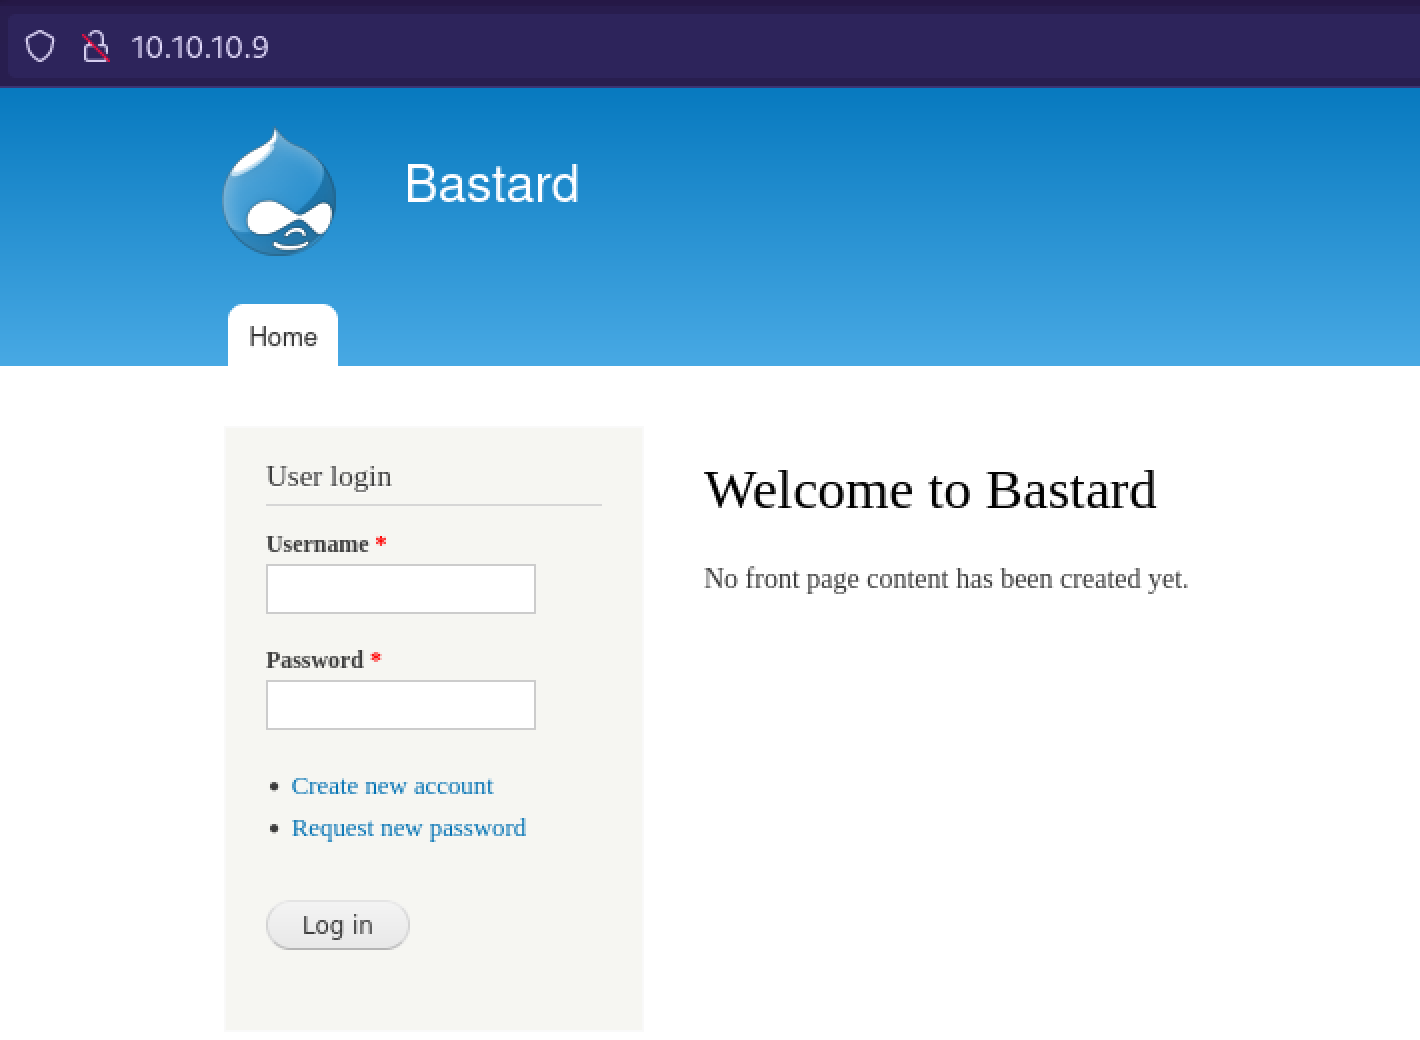 10.10.10.9
Bastard
Home
User login
Username *
Password *
Create new account
Request new password
Log in
Welcome to Bastard
No front page content has been created yet.